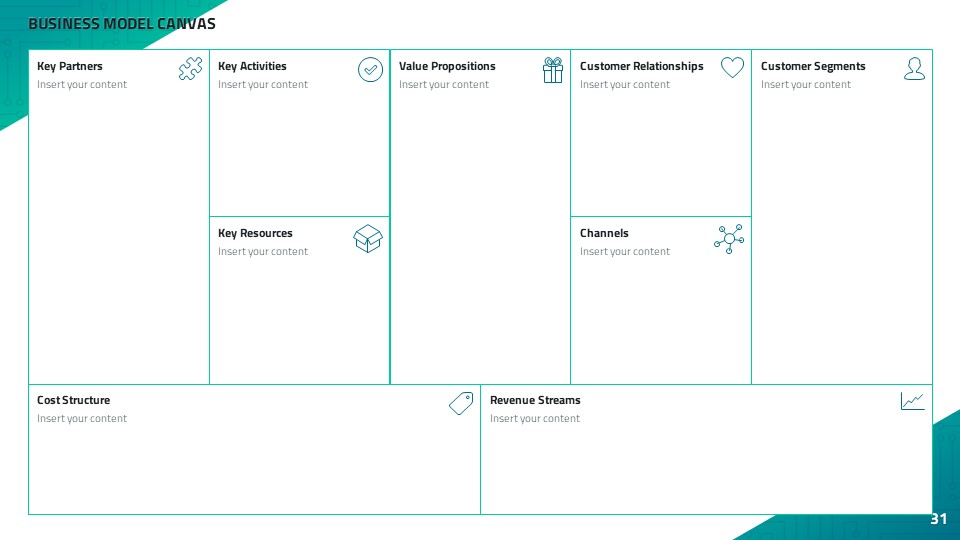 BUSINESS MODEL CANVAS
Key Partners
Insert your content
Key Activities
Insert your content
Key Resources
Insert your content
Value Propositions
Insert your content
Customer Relationships
Insert your content
Channels
Insert your content
Customer Segments
Insert your content
Cost Structure
Insert your content
Revenue Streams
Insert your content
31